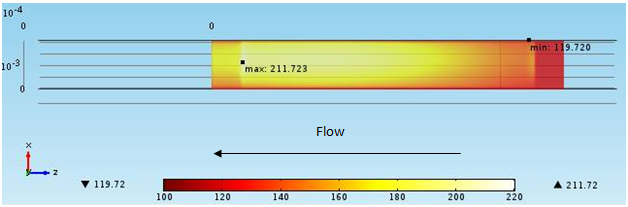 10⁻⁴
0 0
10⁻³
0
min: 119.720
max: 211.723
Flow
x
y z
▼ 119.72 ▲ 211.72
100 120 140 160 180 200 220